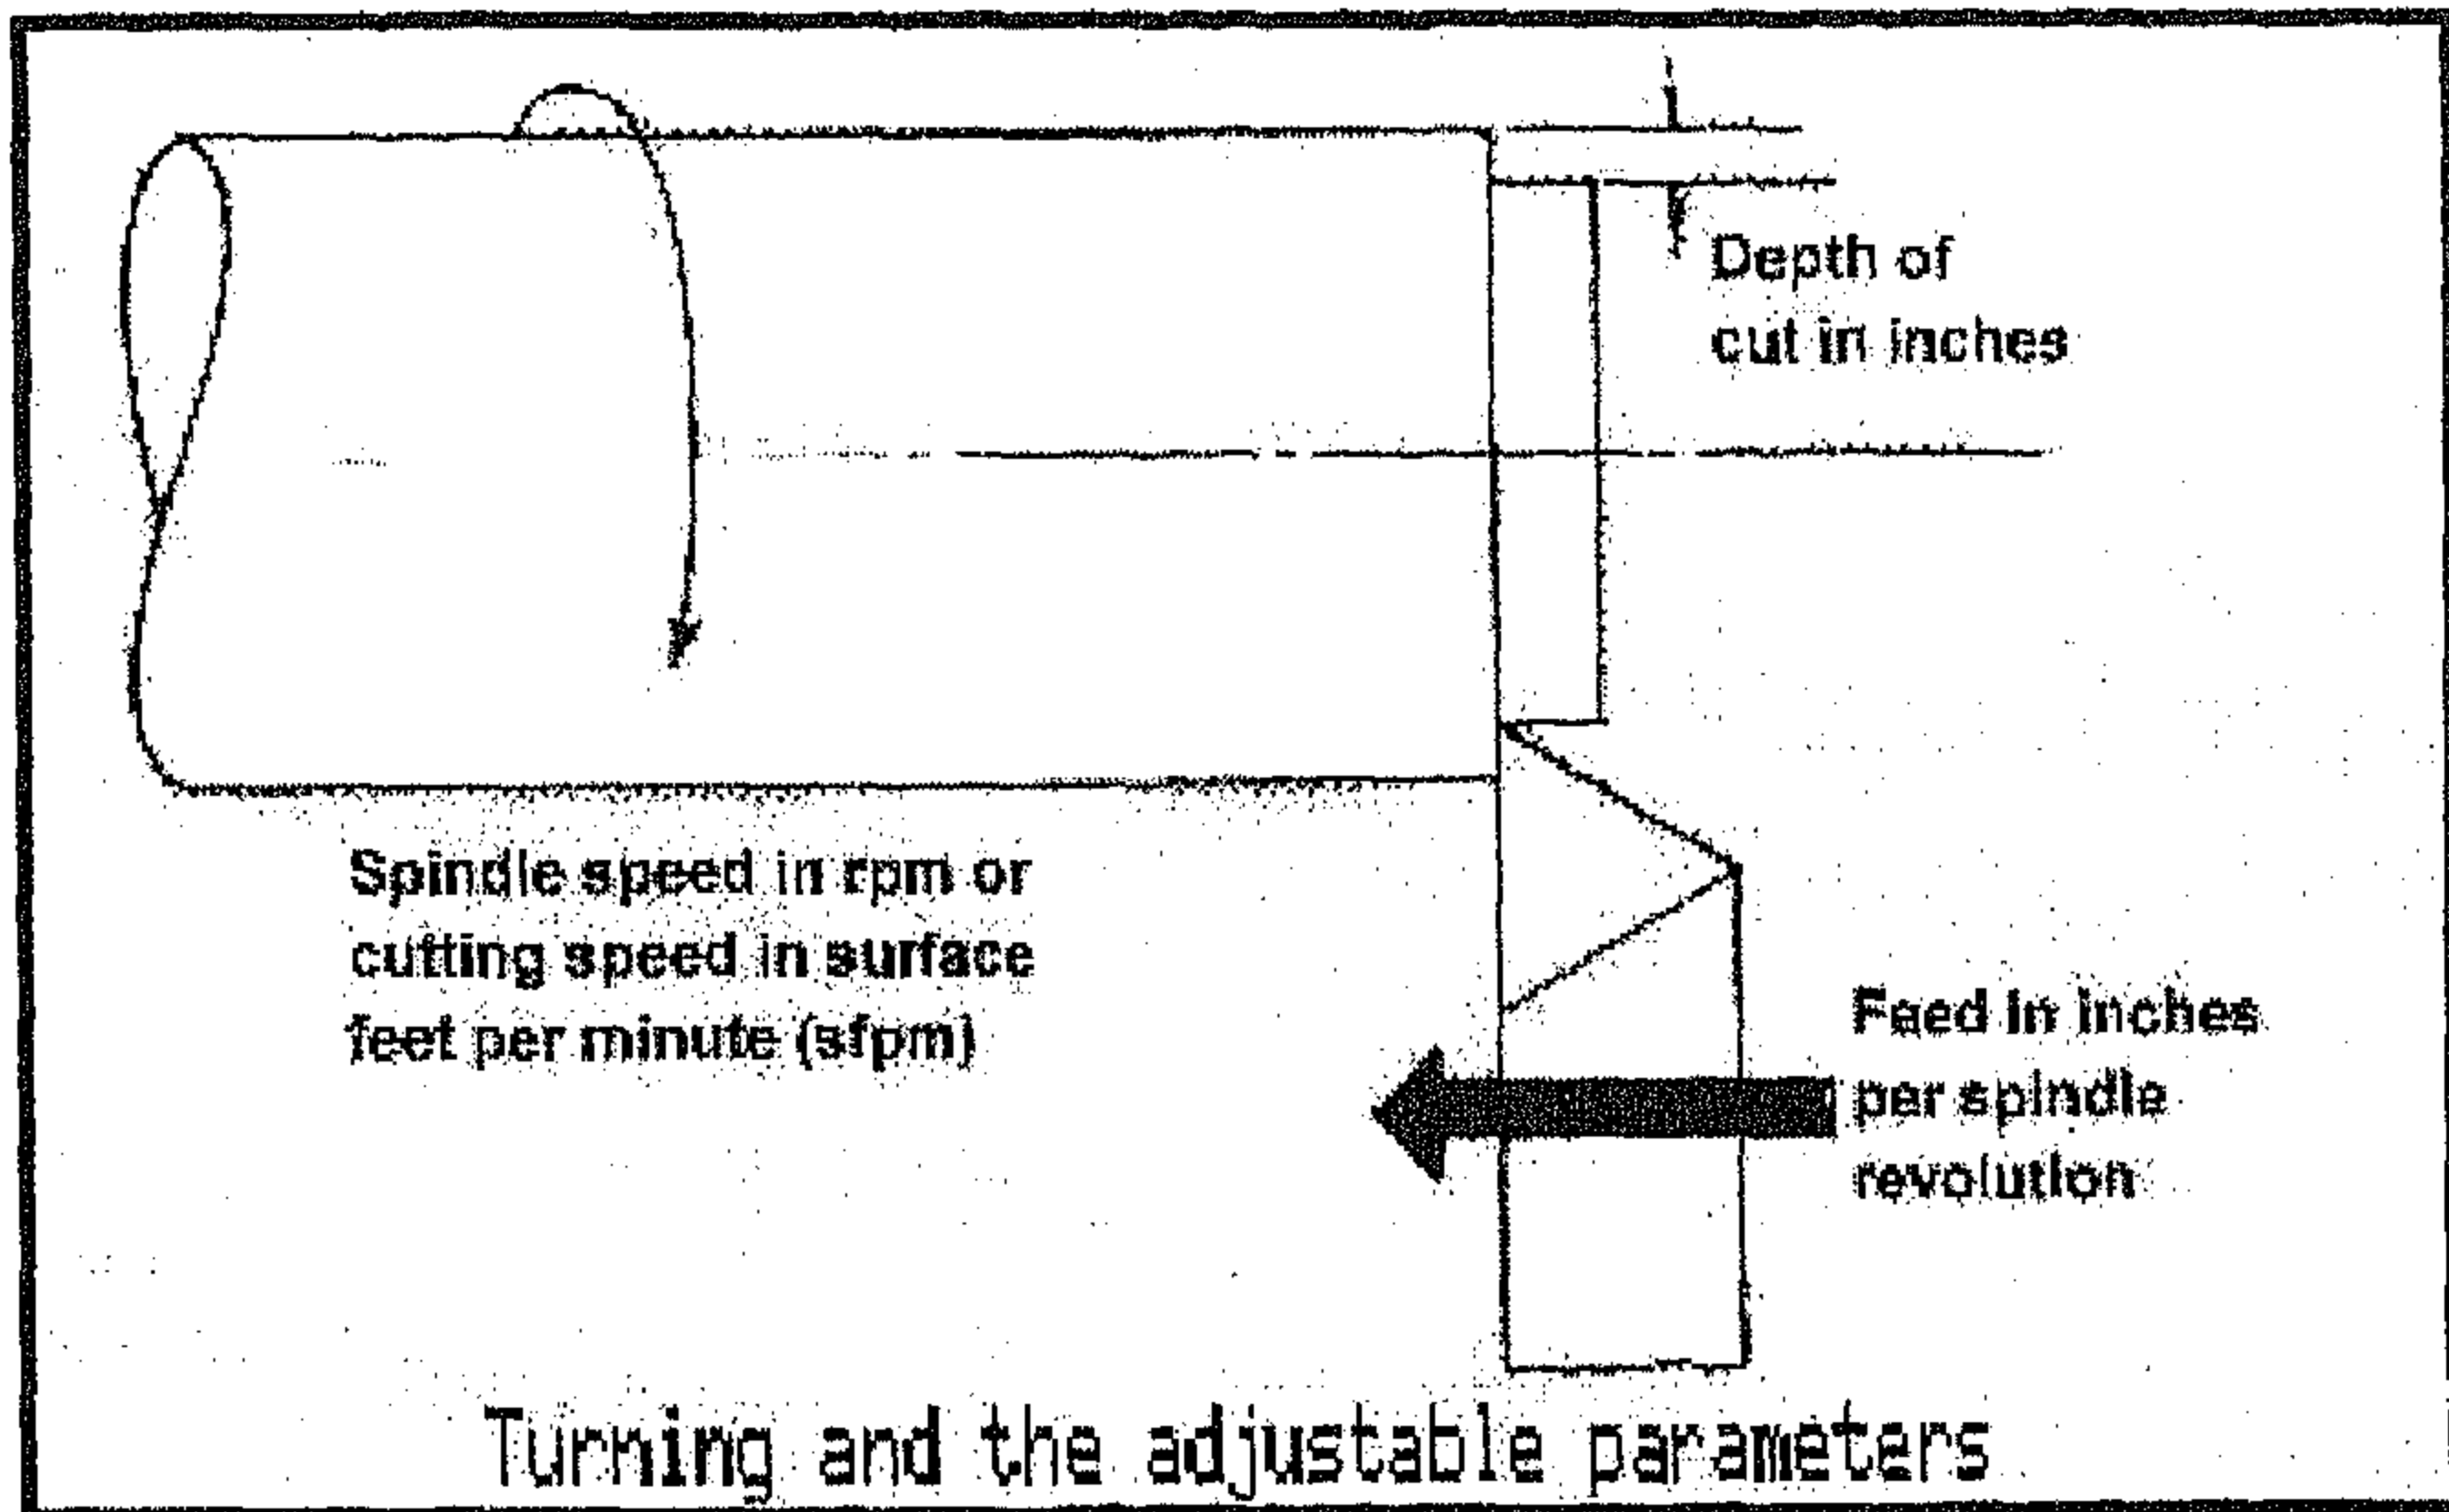 Depth of
cut in inches
Spindle speed in rpm or
cutting speed in surface
feet per minute (sfpm)
Feed in inches
per spindle
revolution
Turning and the adjustable parameters